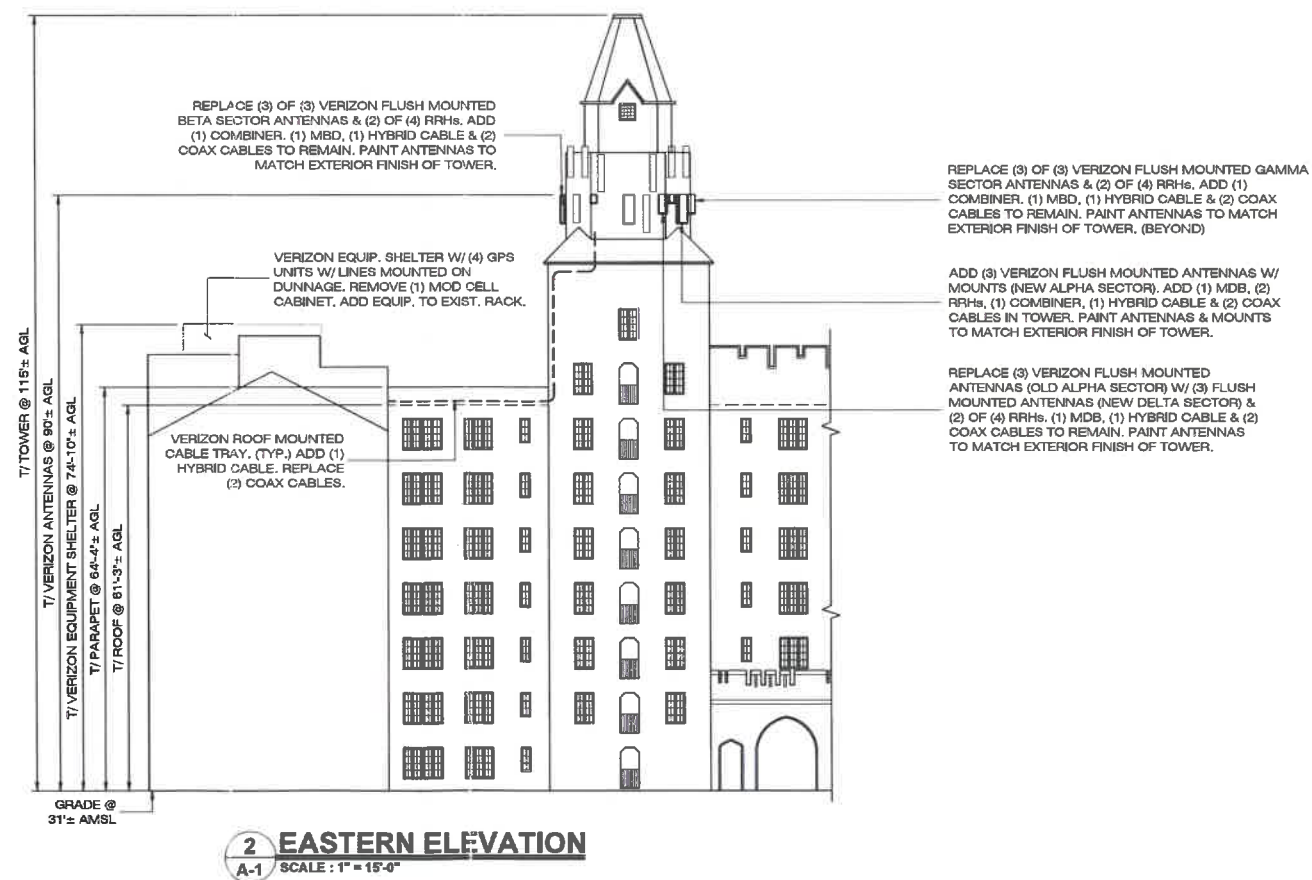 REPLACE (3) OF (3) VERIZON FLUSH MOUNTED
BETA SECTOR ANTENNAS & (2) OF (4) RRHs. ADD
(1) COMBINER. (1) MBD, (1) HYBRID CABLE & (2)
COAX CABLES TO REMAIN. PAINT ANTENNAS TO
MATCH EXTERIOR FINISH OF TOWER.
REPLACE (3) OF (3) VERIZON FLUSH MOUNTED GAMMA
SECTOR ANTENNAS & (2) OF (4) RRHs. ADD (1)
COMBINER. (1) MBD, (1) HYBRID CABLE & (2) COAX
CABLES TO REMAIN. PAINT ANTENNAS TO MATCH
EXTERIOR FINISH OF TOWER. (BEYOND)
VERIZON EQUIP. SHELTER W/ (4) GPS
UNITS W/ LINES MOUNTED ON
DUNNAGE. REMOVE (1) MOD CELL
CABINET. ADD EQUIP. TO EXIST. RACK.
ADD (3) VERIZON FLUSH MOUNTED ANTENNAS W/
MOUNTS (NEW ALPHA SECTOR). ADD (1) MDB, (2)
RRHs, (1) COMBINER, (1) HYBRID CABLE & (2) COAX
CABLES IN TOWER. PAINT ANTENNAS & MOUNTS
TO MATCH EXTERIOR FINISH OF TOWER.
REPLACE (3) VERIZON FLUSH MOUNTED
ANTENNAS (OLD ALPHA SECTOR) W/ (3) FLUSH
MOUNTED ANTENNAS (NEW DELTA SECTOR) &
(2) OF (4) RRHs. (1) MDB, (1) HYBRID CABLE & (2)
COAX CABLES TO REMAIN. PAINT ANTENNAS
TO MATCH EXTERIOR FINISH OF TOWER.
VERIZON ROOF MOUNTED
CABLE TRAY. (TYP.) ADD (1)
HYBRID CABLE. REPLACE
(2) COAX CABLES.
T/ TOWER @ 115'± AGL
T/ VERIZON ANTENNAS @ 90'± AGL
T/ VERIZON EQUIPMENT SHELTER @ 74'-10"± AGL
T/ PARAPET @ 64'-4"± AGL
T/ ROOF @ 61'-3"± AGL
GRADE @
31'± AMSL
2
A-1
EASTERN ELEVATION
SCALE : 1" = 15'-0"